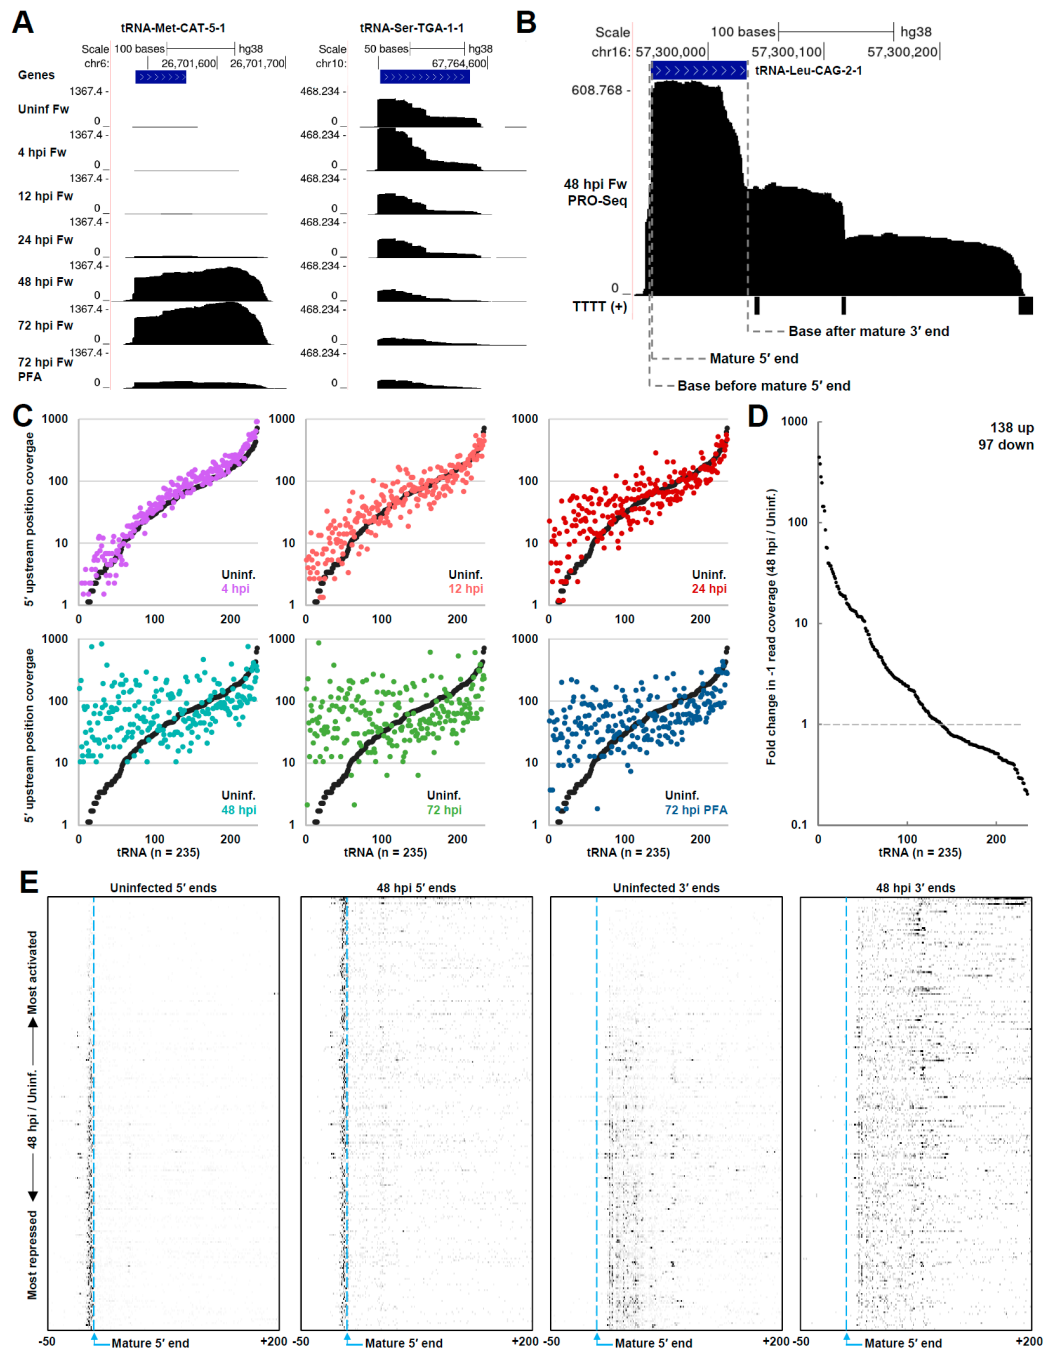 A
tRNA-Met-CAT-5-1
Scale
100 bases
hg38
chr6:
26,701,600
26,701,700
Genes
Uninf Fw
1367.4 -
0
4 hpi Fw
1367.4 -
0
12 hpi Fw
1367.4 -
0
24 hpi Fw
1367.4 -
0
48 hpi Fw
1367.4 -
0
72 hpi Fw
1367.4 -
0
72 hpi Fw
PFA
1367.4 -
0
tRNA-Ser-TGA-1-1
Scale
50 bases
hg38
chr10:
67,764,600
468.234 -
0
468.234 -
0
468.234 -
0
468.234 -
0
468.234 -
0
468.234 -
0
468.234 -
0
B
Scale
100 bases
hg38
chr16:
57,300,000
57,300,100
57,300,200
tRNA-Leu-CAG-2-1
608.768 -
48 hpi Fw
PRO-Seq
0
TTTT (+)
Base after mature 3' end
Mature 5' end
Base before mature 5' end
C
5' upstream position covergae
1000
100
10
1
Uninf.
4 hpi
0
100
200
1000
100
10
1
Uninf.
12 hpi
0
100
200
1000
100
10
1
Uninf.
24 hpi
0
100
200
5' upstream position covergae
1000
100
10
1
Uninf.
48 hpi
0
100
200
tRNA (n = 235)
1000
100
10
1
Uninf.
72 hpi
0
100
200
tRNA (n = 235)
1000
100
10
1
Uninf.
72 hpi PFA
0
100
200
tRNA (n = 235)
D
138 up
97 down
Fold change in -1 read coverage (48 hpi / Uninf.)
1000
100
10
1
0.1
0
100
200
tRNA (n = 235)
E
Most repressed
48 hpi / Uninf.
Most activated
Uninfected 5' ends
-50
Mature 5' end
+200
48 hpi 5' ends
-50
Mature 5' end
+200
Uninfected 3' ends
-50
Mature 5' end
+200
48 hpi 3' ends
-50
Mature 5' end
+200